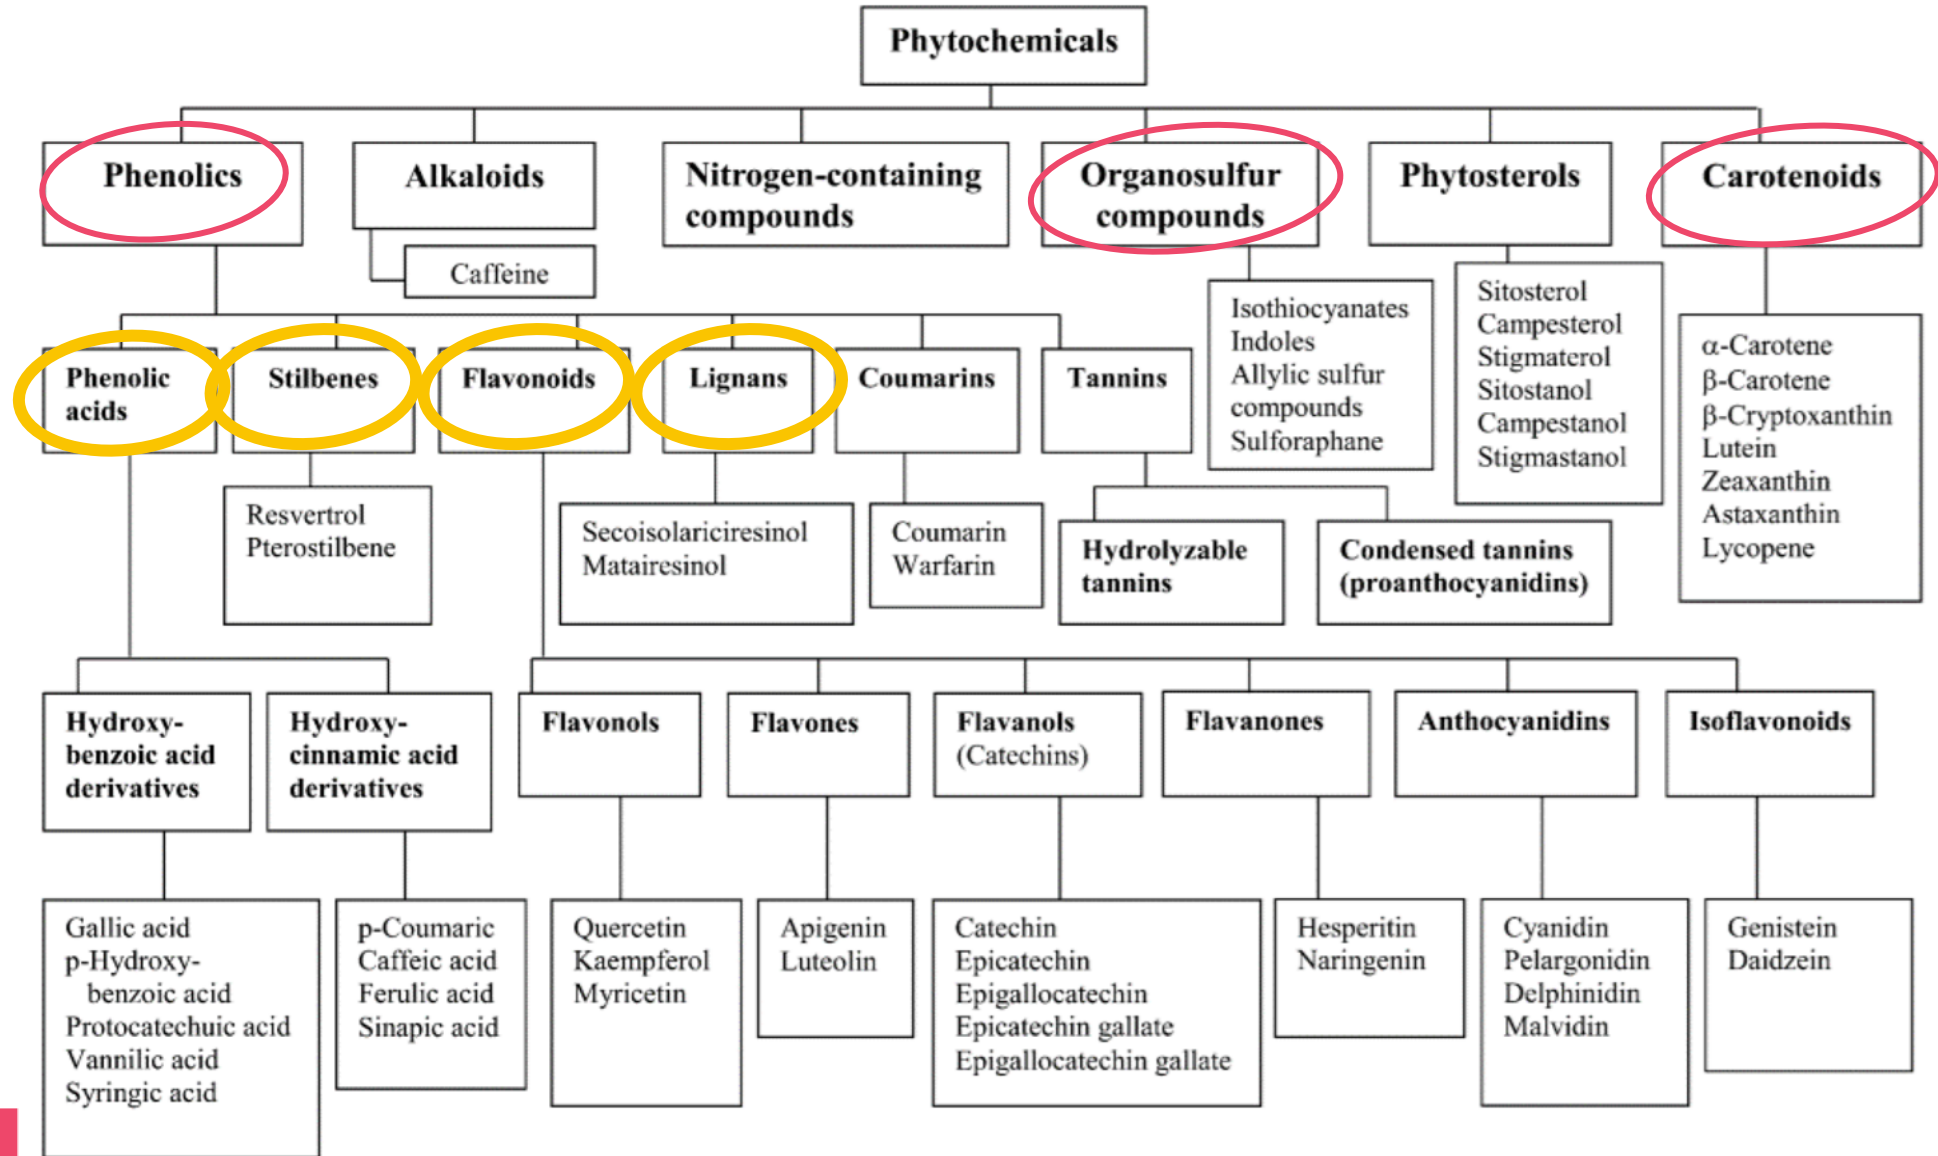 Phytochemicals
Phenolics
Alkaloids
Nitrogen-containing
compounds
Organosulfur
compounds
Phytosterols
Carotenoids
Caffeine
Isothiocyanates
Indoles
Allylic sulfur
compounds
Sulforaphane
Sitosterol
Campesterol
Stigmaterol
Sitostanol
Campestanol
Stigmastanol
α-Carotene
β-Carotene
β-Cryptoxanthin
Lutein
Zeaxanthin
Astaxanthin
Lycopene
Phenolic
acids
Stilbenes
Flavonoids
Lignans
Coumarins
Tannins
Resvertrol
Pterostilbene
Secoisolariciresinol
Matairesinol
Coumarin
Warfarin
Hydrolyzable
tannins
Condensed tannins
(proanthocyanidins)
Hydroxy-
benzoic acid
derivatives
Hydroxy-
cinnamic acid
derivatives
Flavonols
Flavones
Flavanols
(Catechins)
Flavanones
Anthocyanidins
Isoflavonoids
Gallic acid
p-Hydroxy-
benzoic acid
Protocatechuic acid
Vannilic acid
Syringic acid
p-Coumaric
Caffeic acid
Ferulic acid
Sinapic acid
Quercetin
Kaempferol
Myricetin
Apigenin
Luteolin
Catechin
Epicatechin
Epigallocatechin
Epicatechin gallate
Epigallocatechin gallate
Hesperitin
Naringenin
Cyanidin
Pelargonidin
Delphinidin
Malvidin
Genistein
Daidzein